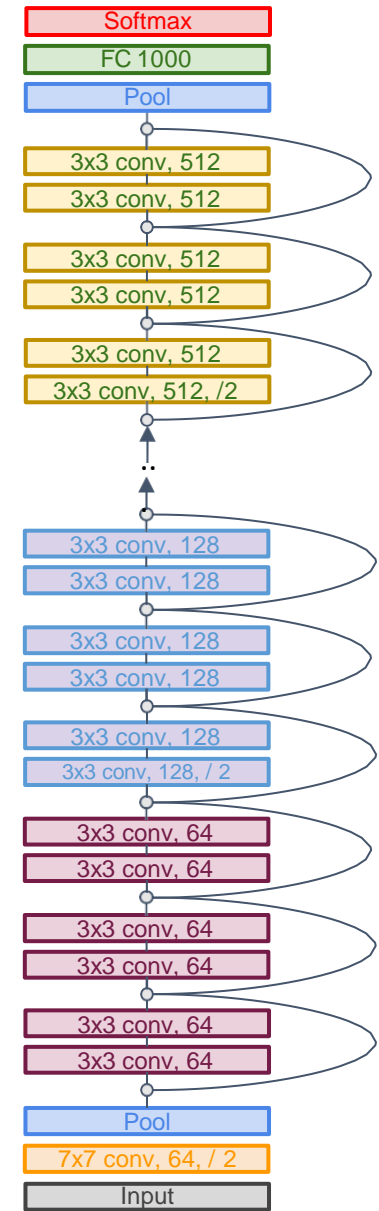 Softmax
FC 1000
Pool
3x3 conv, 512
3x3 conv, 512
3x3 conv, 512
3x3 conv, 512
3x3 conv, 512
3x3 conv, 512, /2
..
.
3x3 conv, 128
3x3 conv, 128
3x3 conv, 128
3x3 conv, 128
3x3 conv, 128
3x3 conv, 128, / 2
3x3 conv, 64
3x3 conv, 64
3x3 conv, 64
3x3 conv, 64
3x3 conv, 64
3x3 conv, 64
Pool
7x7 conv, 64, / 2
Input